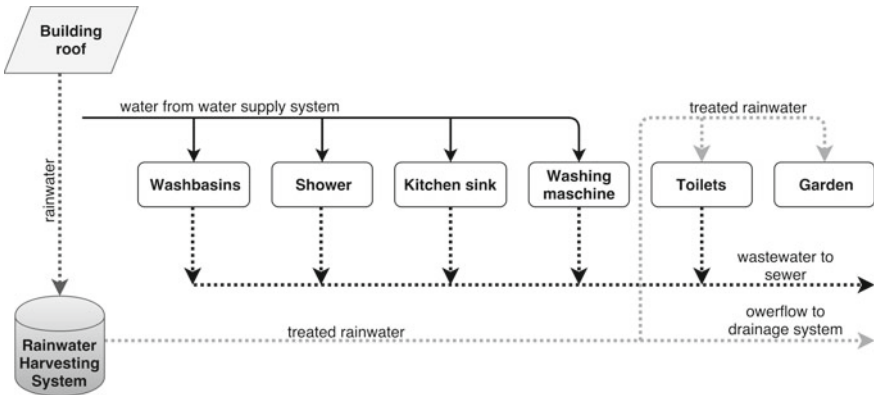 Building
roof
water from water supply system
treated rainwater
rainwater
Washbasins
Shower
Kitchen sink
Washing
maschine
Toilets
Garden
wastewater to
sewer
owerflow to
drainage system
treated rainwater
Rainwater
Harvesting
System